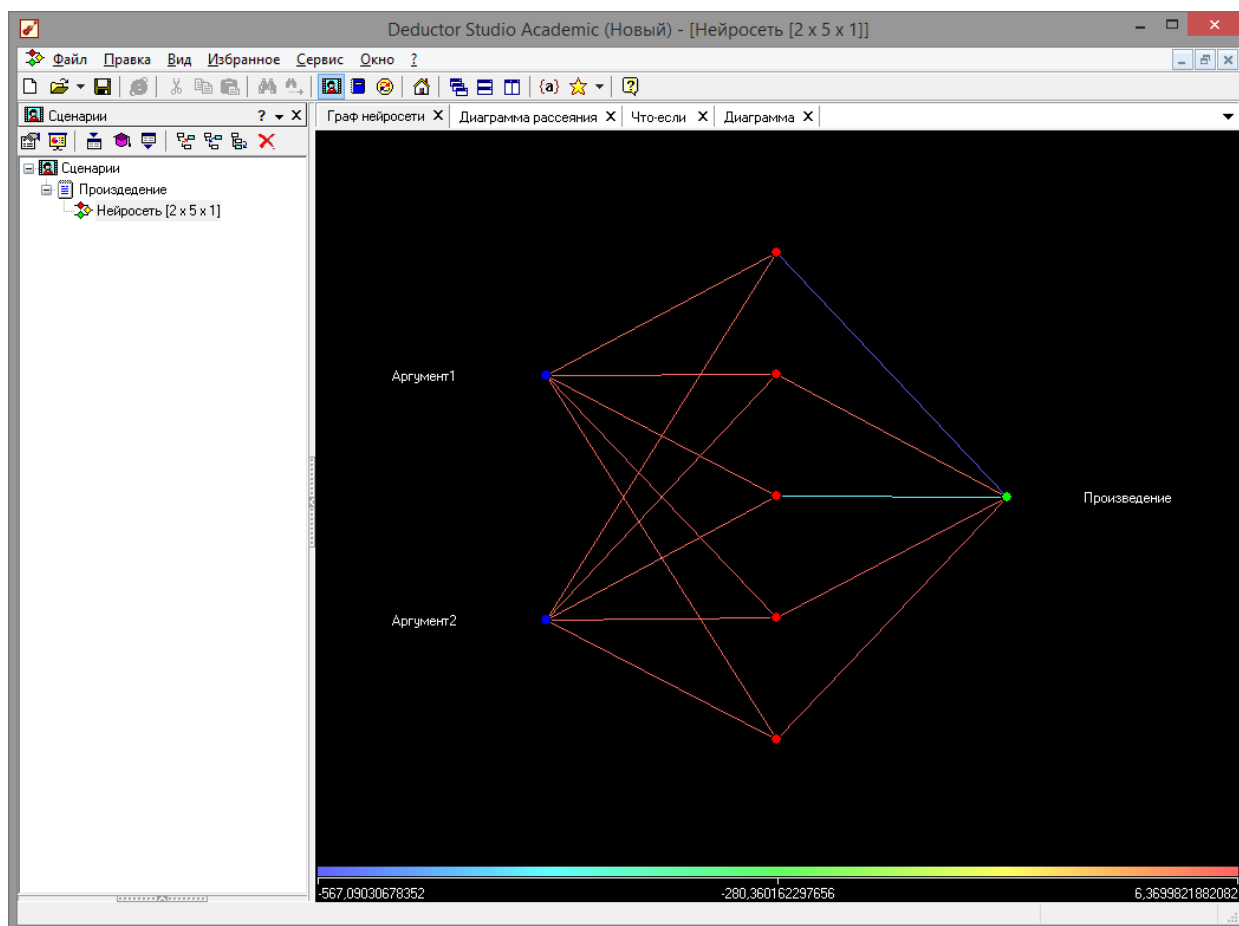 Deductor Studio Academic (Новый) - [Нейросеть [2 x 5 x 1]]
Файл Правка Вид Избранное Сервис Окно ?
{a}
Сценарии ?
Граф нейросети X Диаграмма рассеяния X Что-если X Диаграмма X
Сценарии
Произдедение
Нейросеть [2 x 5 x 1]
Аргумент1
Произведение
Аргумент2
-567,09030678352 -280,360162297656 6,3699821882082